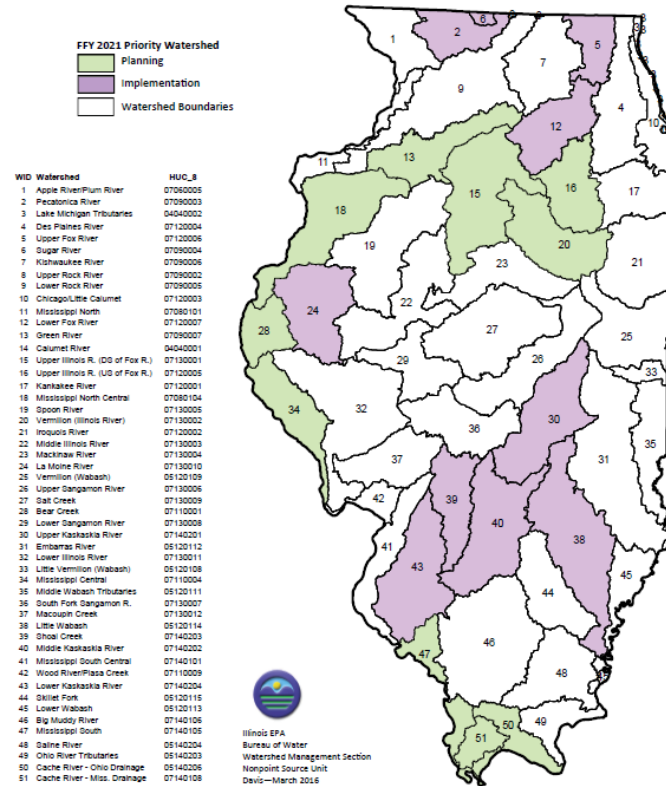 FFY 2021 Priority Watershed
Planning
Implementation
Watershed Boundaries
WID Watershed HUC_8
1 Apple River/Plum River 07060005
2 Pecatonica River 07090003
3 Lake Michigan Tributaries 04040002
4 Des Plaines River 07120004
5 Upper Fox River 07120006
6 Sugar River 07090004
7 Kishwaukee River 07090006
8 Upper Rock River 07090002
9 Lower Rock River 07090005
10 Chicago/Little Calumet 07120003
11 Mississippi North 07080101
12 Lower Fox River 07120007
13 Green River 07090007
14 Calumet River 04040001
15 Upper Illinois R. (DS of Fox R.) 07130001
16 Upper Illinois R. (US of Fox R.) 07120005
17 Kankakee River 07120001
18 Mississippi North Central 07080104
19 Spoon River 07130005
20 Vermilion (Illinois River) 07130002
21 Iroquois River 07120002
22 Middle Illinois River 07130003
23 Mackinaw River 07130004
24 La Moine River 07130010
25 Vermilion (Wabash) 05120109
26 Upper Sangamon River 07130006
27 Salt Creek 07130009
28 Bear Creek 07110001
29 Lower Sangamon River 07130008
30 Upper Kaskaskia River 07140201
31 Embarras River 05120112
32 Lower Illinois River 07130011
33 Little Vermilion (Wabash) 05120108
34 Mississippi Central 07110004
35 Middle Wabash Tributaries 05120111
36 South Fork Sangamon R. 07130007
37 Macoupin Creek 07130012
38 Little Wabash 05120114
39 Shoal Creek 07140203
40 Middle Kaskaskia River 07140202
41 Mississippi South Central 07140101
42 Wood River/Piasa Creek 07110009
43 Lower Kaskaskia River 07140204
44 Skillet Fork 05120115
45 Lower Wabash 05120113
46 Big Muddy River 07140106
47 Mississippi South 07140105
48 Saline River 05140204
49 Ohio River Tributaries 05140203
50 Cache River - Ohio Drainage 05140206
51 Cache River - Miss. Drainage 07140108
Illinois EPA
Bureau of Water
Watershed Management Section
Nonpoint Source Unit
Davis—March 2016
1
2
6
7
5
3
4
9
10
12
13
11
15
16
17
18
19
20
21
22
23
24
25
26
27
28
29
30
31
32
33
34
35
36
37
38
39
40
41
42
43
44
45
46
47
48
49
50
51